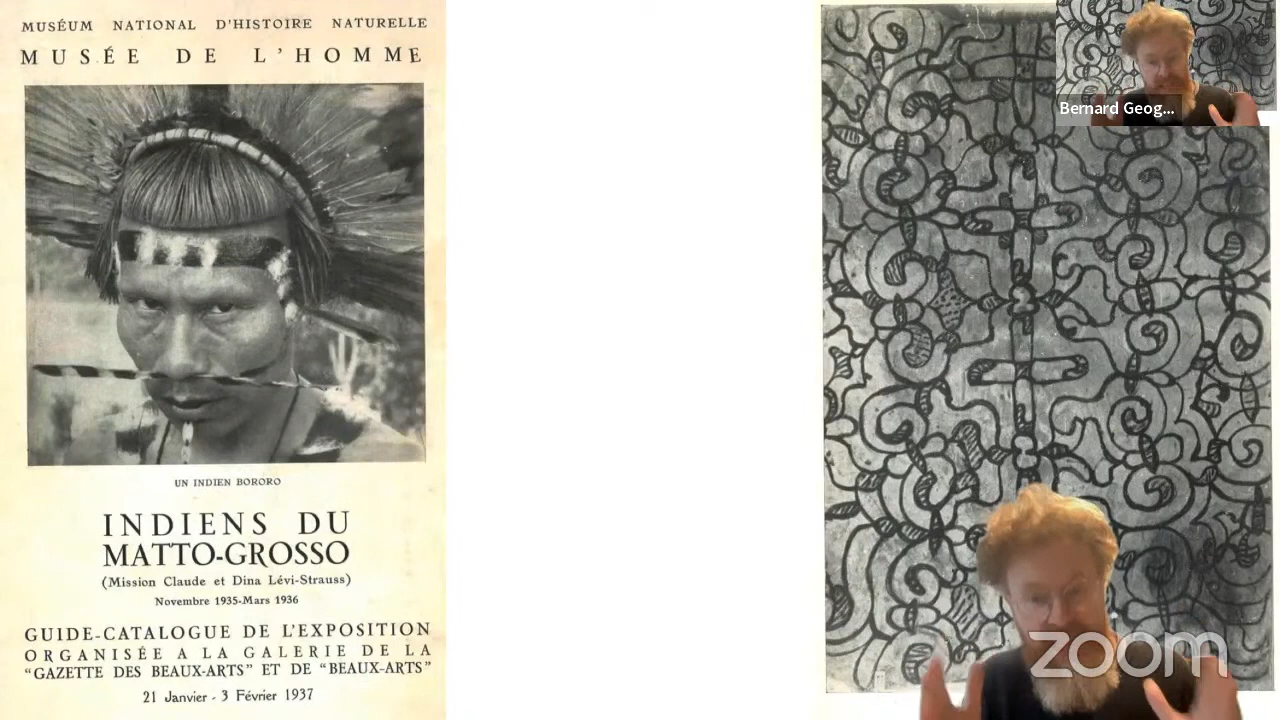 MUSÉUM NATIONAL D'HISTOIRE NATURELLE
MUSÉE DE L'HOMME
UN INDIEN BORORO
INDIENS DU
MATTO-GROSSO
(Mission Claude et Dina Lévi-Strauss)
Novembre 1935-Mars 1936
GUIDE-CATALOGUE DE L'EXPOSITION
ORGANISÉE A LA GALERIE DE LA
"GAZETTE DES BEAUX-ARTS" ET DE "BEAUX-ARTS"
21 Janvier - 3 Février 1937
Bernard Geog...
zoom